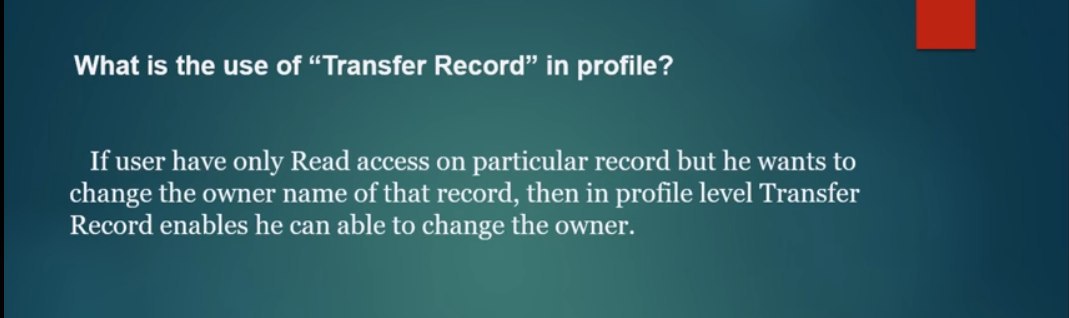 What is the use of “Transfer Record” in profile?
If user have only Read access on particular record but he wants to
change the owner name of that record, then in profile level Transfer
Record enables he can able to change the owner.